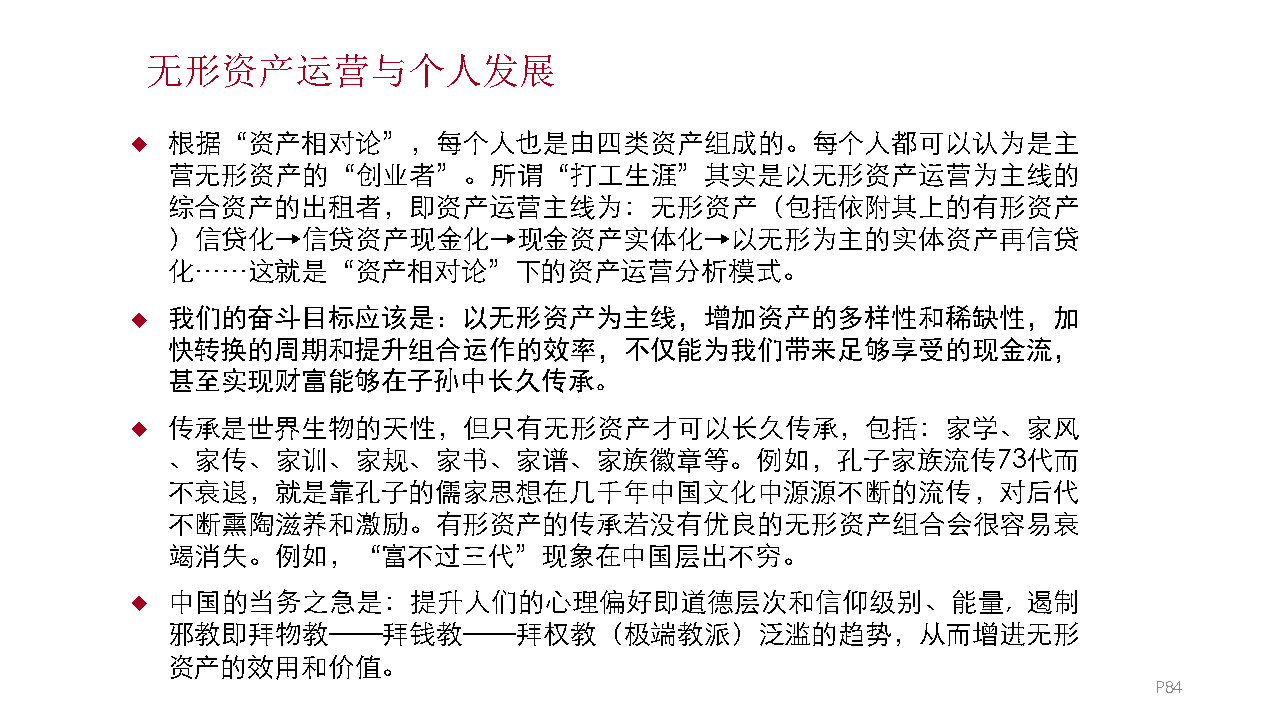 无形资产运营与个人发展
根据“资产相对论”，每个人也是由四类资产组成的。每个人都可以认为是主
营无形资产的“创业者”。所谓“打工生涯”其实是以无形资产运营为主线的
综合资产的出租者，即资产运营主线为：无形资产（包括依附其上的有形资产
）信贷化→信贷资产现金化→现金资产实体化→以无形为主的实体资产再信贷
化……这就是“资产相对论”下的资产运营分析模式。
我们的奋斗目标应该是：以无形资产为主线，增加资产的多样性和稀缺性，加
快转换的周期和提升组合运作的效率，不仅能为我们带来足够享受的现金流，
甚至实现财富能够在子孙中长久传承。
传承是世界生物的天性，但只有无形资产才可以长久传承，包括：家学、家风
、家传、家训、家规、家书、家谱、家族徽章等。例如，孔子家族流传73代而
不衰退，就是靠孔子的儒家思想在几千年中国文化中源源不断的流传，对后代
不断熏陶滋养和激励。有形资产的传承若没有优良的无形资产组合会很容易衰
竭消失。例如，“富不过三代”现象在中国层出不穷。
中国的当务之急是：提升人们的心理偏好即道德层次和信仰级别、能量，遏制
邪教即拜物教——拜钱教——拜权教（极端教派）泛滥的趋势，从而增进无形
资产的效用和价值。
P84